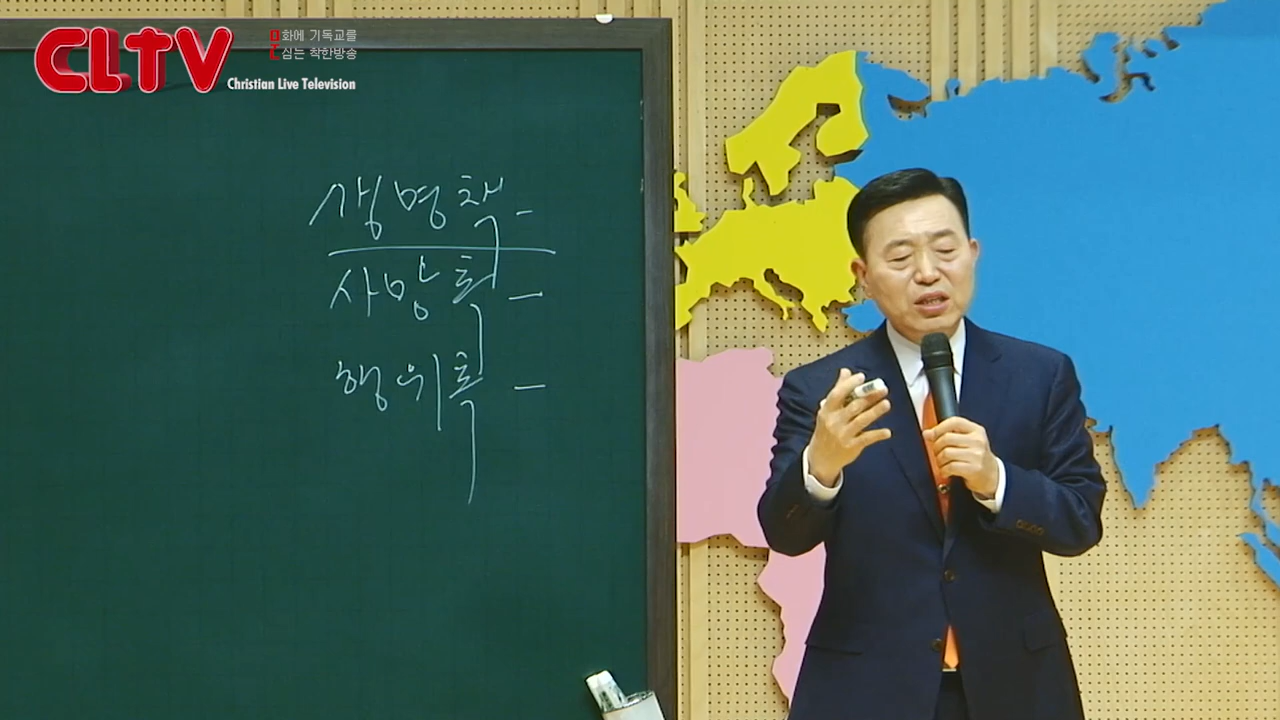 CLTV
문화에 기독교를
심는 착한방송
Christian Live Television
생명책 -
사망책 -
행위책 -